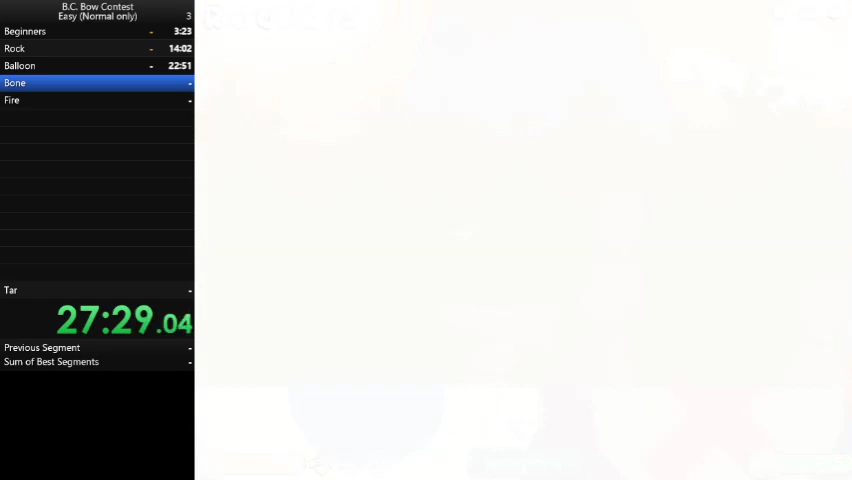 B.C. Bow Contest
Easy (Normal only) 3
Beginners - 3:23
Rock - 14:02
Balloon - 22:51
Bone -
Fire -
Tar -
27:29.04
Previous Segment -
Sum of Best Segments -